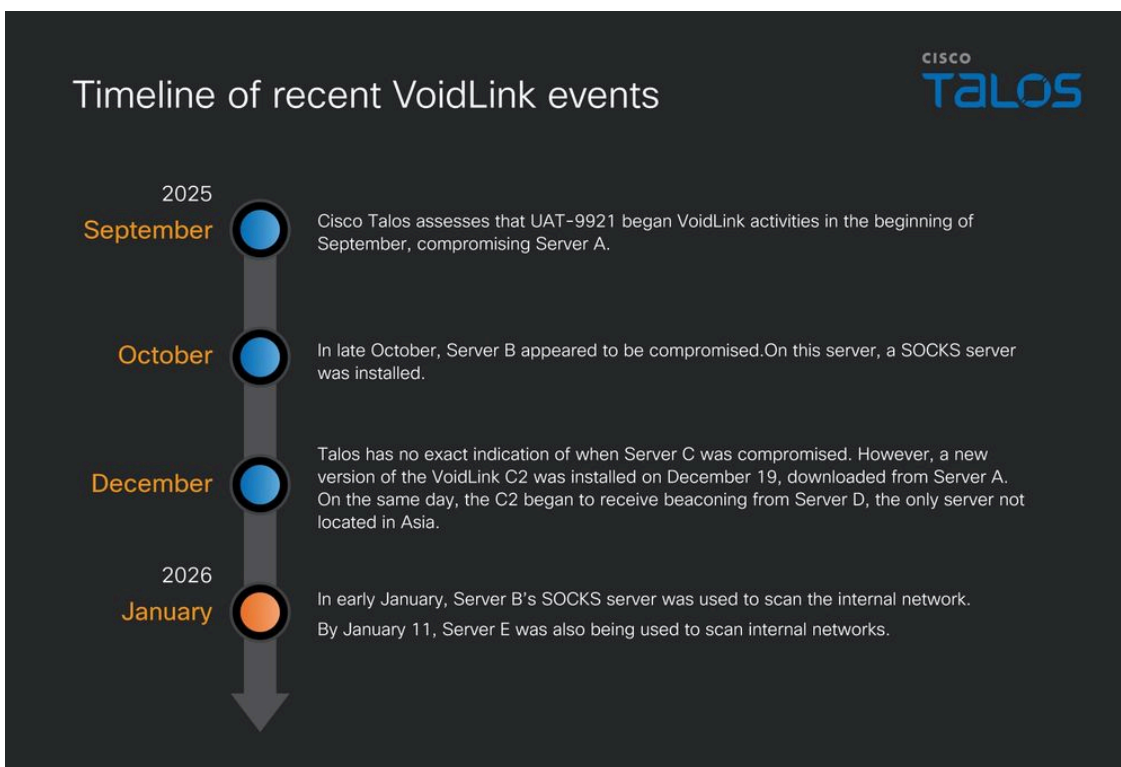 CISCO
TALOS
Timeline of recent VoidLink events
2025
September
Cisco Talos assesses that UAT-9921 began VoidLink activities in the beginning of
September, compromising Server A.
October
In late October, Server B appeared to be compromised.On this server, a SOCKS server
was installed.
December
Talos has no exact indication of when Server C was compromised. However, a new
version of the VoidLink C2 was installed on December 19, downloaded from Server A.
On the same day, the C2 began to receive beaconing from Server D, the only server not
located in Asia.
2026
January
In early January, Server B’s SOCKS server was used to scan the internal network.
By January 11, Server E was also being used to scan internal networks.